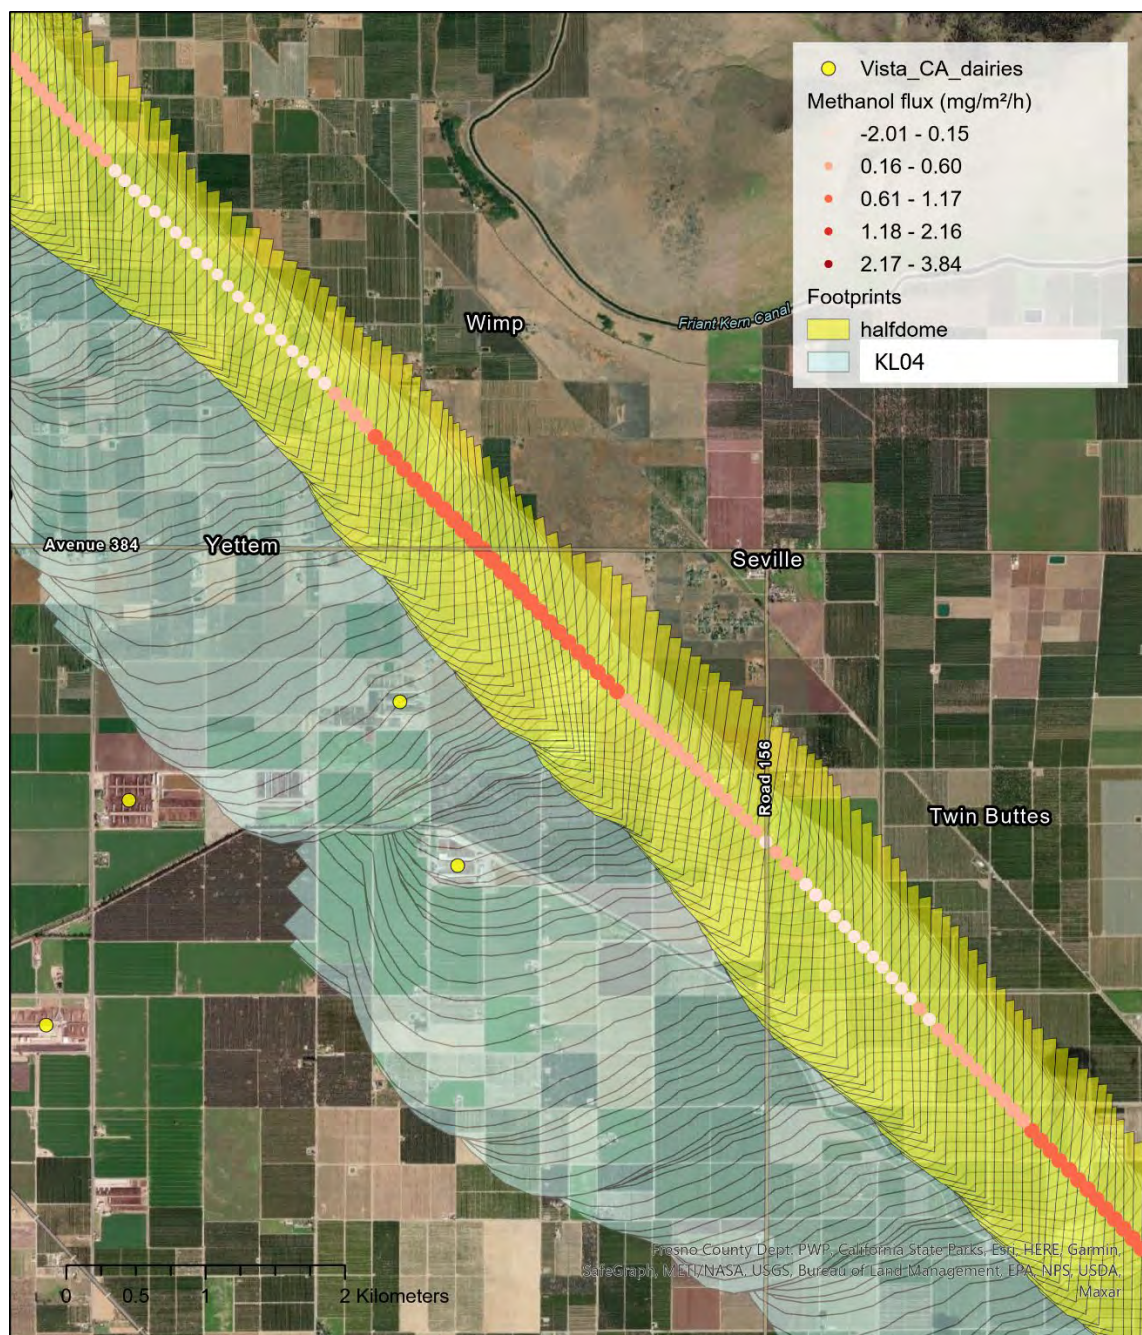 Vista_CA_dairies
Methanol flux (mg/m²/h)
-2.01 - 0.15
0.16 - 0.60
0.61 - 1.17
1.18 - 2.16
2.17 - 3.84
Footprints
halfdome
KL04
Wimp
Friant Kern Canal
Avenue 384
Yettem
Seville
Road 156
Twin Buttes
0 0.5 1 2 Kilometers
Fresno County Dept. PWP, California State Parks, Esri, HERE, Garmin,
SafeGraph, METI/NASA, USGS, Bureau of Land Management, EPA, NPS, USDA,
Maxar